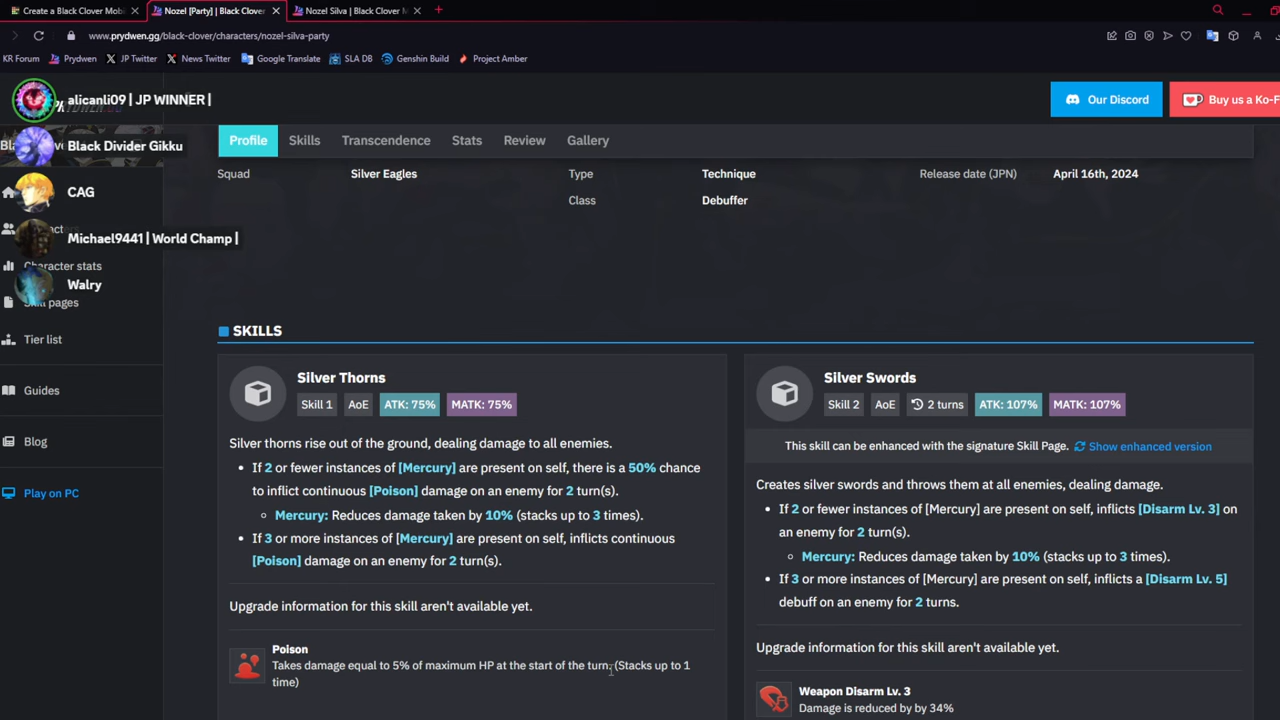 Create a Black Clover Mobi
Nozel [Party] | Black Clover
Nozel Silva | Black Clover M
www.prydwen.gg/black-clover/characters/nozel-silva-party
KR Forum
Prydwen
JP Twitter
News Twitter
Google Translate
SLA DB
Genshin Build
Project Amber
alicanli09 | JP WINNER |
Our Discord
Buy us a Ko-F
Black Divider Gikku
CAG
Michael9441 | World Champ |
Walry
Character stats
Skill pages
Tier list
Guides
Blog
Play on PC
Profile
Skills
Transcendence
Stats
Review
Gallery
Squad Silver Eagles Type Technique Release date (JPN) April 16th, 2024
Class Debuffer
SKILLS
Silver Thorns
Skill 1 AoE ATK: 75% MATK: 75%
Silver thorns rise out of the ground, dealing damage to all enemies.
If 2 or fewer instances of [Mercury] are present on self, there is a 50% chance
to inflict continuous [Poison] damage on an enemy for 2 turn(s).
Mercury: Reduces damage taken by 10% (stacks up to 3 times).
If 3 or more instances of [Mercury] are present on self, inflicts continuous
[Poison] damage on an enemy for 2 turn(s).
Upgrade information for this skill aren't available yet.
Poison
Takes damage equal to 5% of maximum HP at the start of the turn. (Stacks up to 1
time)
Silver Swords
Skill 2 AoE 2 turns ATK: 107% MATK: 107%
This skill can be enhanced with the signature Skill Page. Show enhanced version
Creates silver swords and throws them at all enemies, dealing damage.
If 2 or fewer instances of [Mercury] are present on self, inflicts [Disarm Lv. 3] on
an enemy for 2 turn(s).
Mercury: Reduces damage taken by 10% (stacks up to 3 times).
If 3 or more instances of [Mercury] are present on self, inflicts a [Disarm Lv. 5]
debuff on an enemy for 2 turns.
Upgrade information for this skill aren't available yet.
Weapon Disarm Lv. 3
Damage is reduced by by 34%